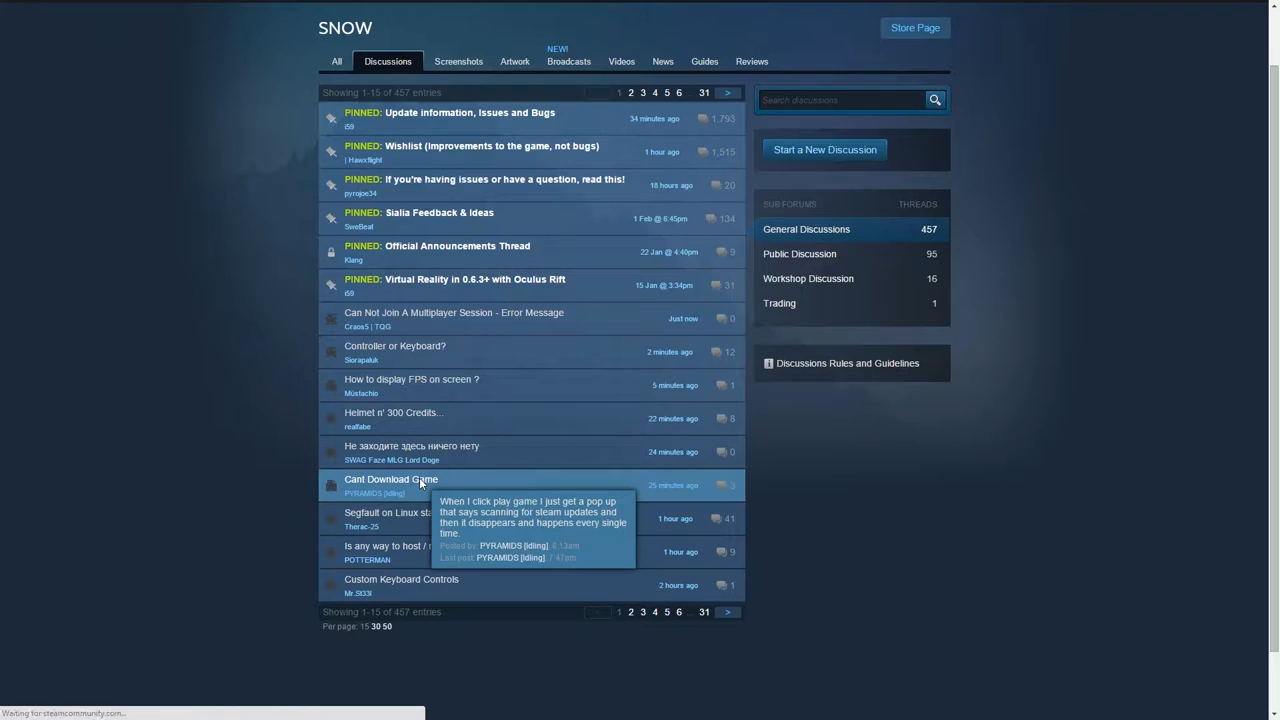 SNOW
Store Page
NEW!
All Discussions Screenshots Artwork Broadcasts Videos News Guides Reviews
Showing 1-15 of 457 entries 1 2 3 4 5 6 ... 31 >
Search discussions
PINNED: Update information, Issues and Bugs
i59
34 minutes ago 1,793
PINNED: Wishlist (improvements to the game, not bugs)
| Hawxflight
1 hour ago 1,515
PINNED: If you're having issues or have a question, read this!
pyrojoe34
18 hours ago 20
PINNED: Sialia Feedback & Ideas
SweBeat
1 Feb @ 6:45pm 134
PINNED: Official Announcements Thread
Klang
22 Jan @ 4:40pm 9
PINNED: Virtual Reality in 0.6.3+ with Oculus Rift
i59
15 Jan @ 3:34pm 31
Can Not Join A Multiplayer Session - Error Message
Craos5 | TQG
Just now 0
Controller or Keyboard?
Siorapaluk
2 minutes ago 12
How to display FPS on screen ?
Mústachio
5 minutes ago 1
Helmet n' 300 Credits...
realfabe
22 minutes ago 8
Не заходите здесь ничего нету
SWAG Faze MLG Lord Doge
24 minutes ago 0
Cant Download Game
PYRAMIDS [Idling]
25 minutes ago 3
When I click play game I just get a pop up
that says scanning for steam updates and
then it disappears and happens every single
time.
Posted by: PYRAMIDS [Idling], 6:13am
Last post: PYRAMIDS [Idling], 7:47pm
Segfault on Linux sta
Therac-25
1 hour ago 41
Is any way to host /
POTTERMAN
1 hour ago 9
Custom Keyboard Controls
Mr.St33l
2 hours ago 1
Showing 1-15 of 457 entries 1 2 3 4 5 6 ... 31 >
Per page: 15 30 50
Start a New Discussion
SUB FORUMS THREADS
General Discussions 457
Public Discussion 95
Workshop Discussion 16
Trading 1
Discussions Rules and Guidelines
Waiting for steamcommunity.com...